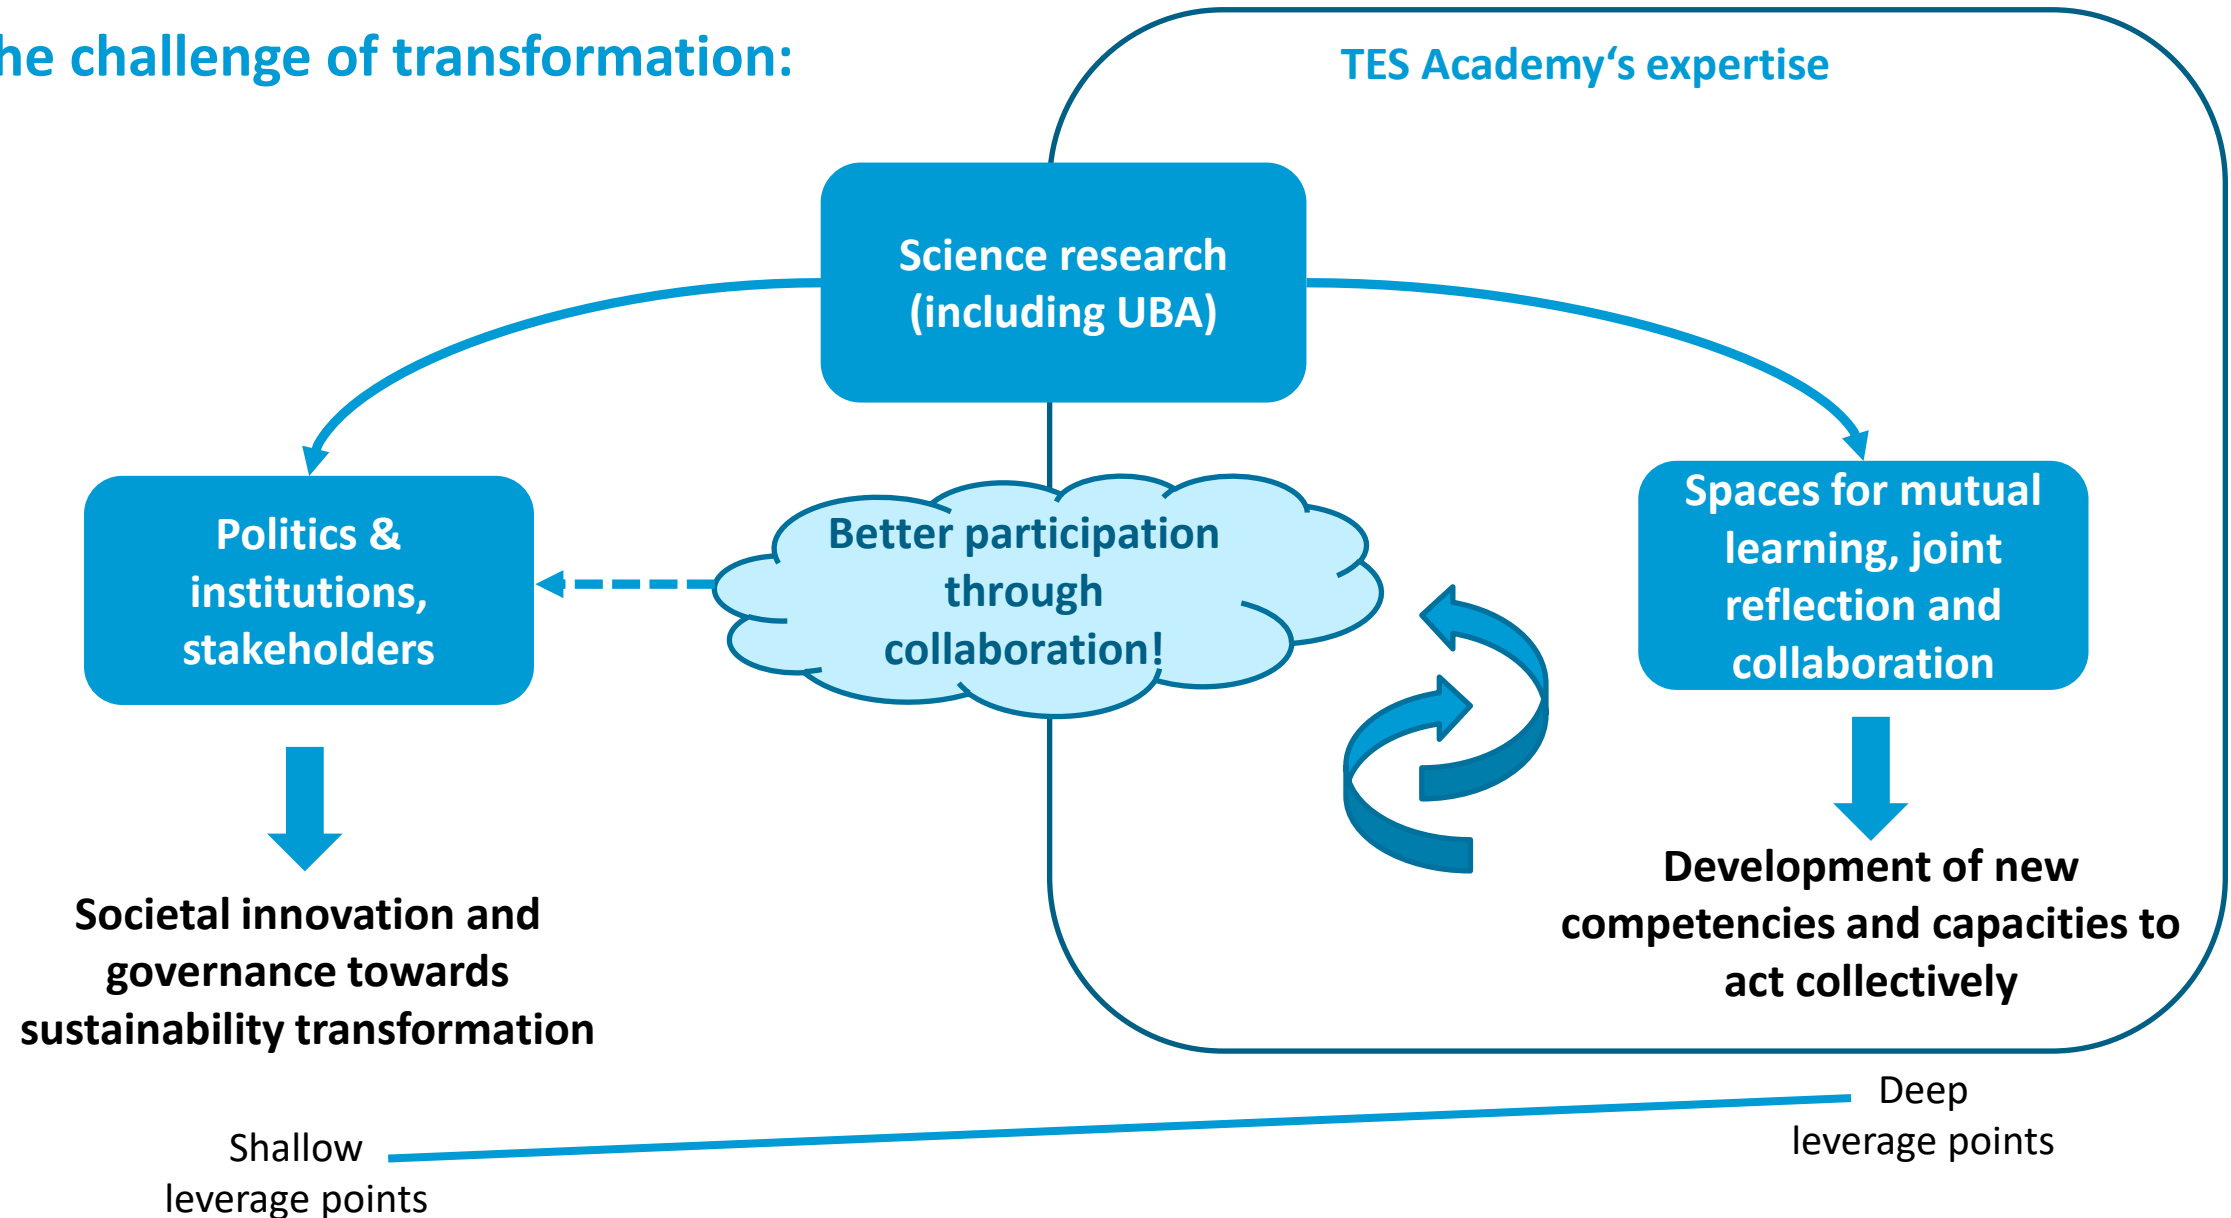 he challenge of transformation:
TES Academy‘s expertise
Science research
(including UBA)
Politics &
institutions,
stakeholders
Better participation
through
collaboration!
Spaces for mutual
learning, joint
reflection and
collaboration
Societal innovation and
governance towards
sustainability transformation
Development of new
competencies and capacities to
act collectively
Shallow
leverage points
Deep
leverage points